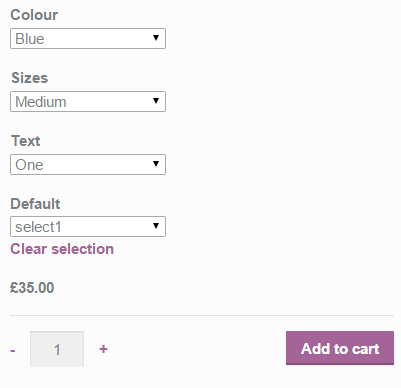 Colour
Blue
Sizes
Medium
Text
One
Default
select1
Clear selection
£35.00
- 1 + Add to cart